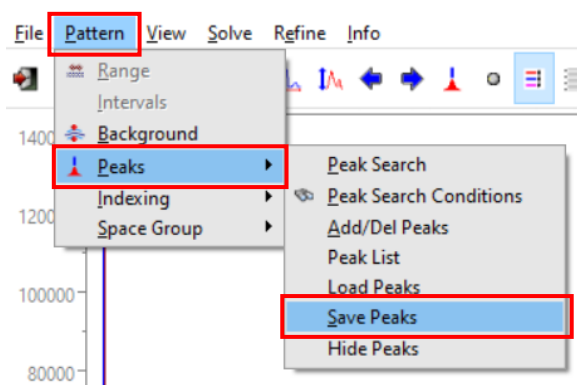 File Pattern View Solve Refine Info
Range
Intervals
1400
Background
Peaks
Peak Search
Peak Search Conditions
Indexing
1200
Add/Del Peaks
Space Group
Peak List
Load Peaks
100000
Save Peaks
Hide Peaks
80000